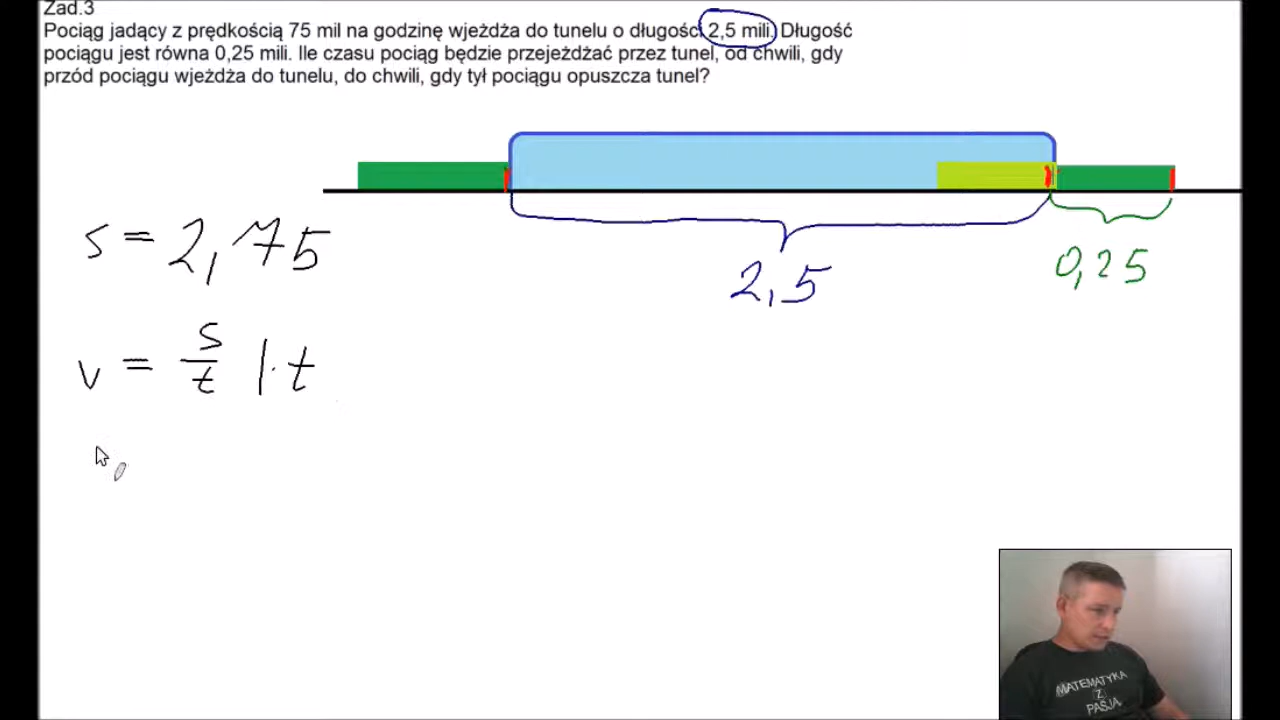 Zad.3
Pociąg jadący z prędkością 75 mil na godzinę wjeżdża do tunelu o długości 2,5 mili. Długość
pociągu jest równa 0,25 mili. Ile czasu pociąg będzie przejeżdżać przez tunel, od chwili, gdy
przód pociągu wjeżdża do tunelu, do chwili, gdy tył pociągu opuszcza tunel?
s = 2,75
2,5
0,25
v = s/t |· t
MATEMATYKA
Z
PASJĄ